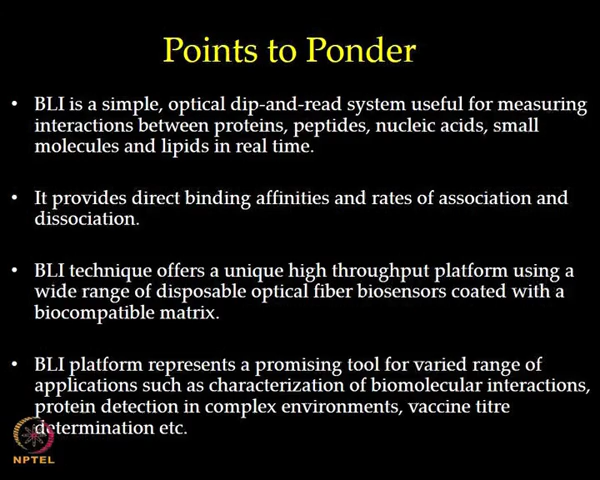 Points to Ponder
• BLI is a simple, optical dip-and-read system useful for measuring
interactions between proteins, peptides, nucleic acids, small
molecules and lipids in real time.
• It provides direct binding affinities and rates of association and
dissociation.
• BLI technique offers a unique high throughput platform using a
wide range of disposable optical fiber biosensors coated with a
biocompatible matrix.
• BLI platform represents a promising tool for varied range of
applications such as characterization of biomolecular interactions,
protein detection in complex environments, vaccine titre
determination etc.
NPTEL